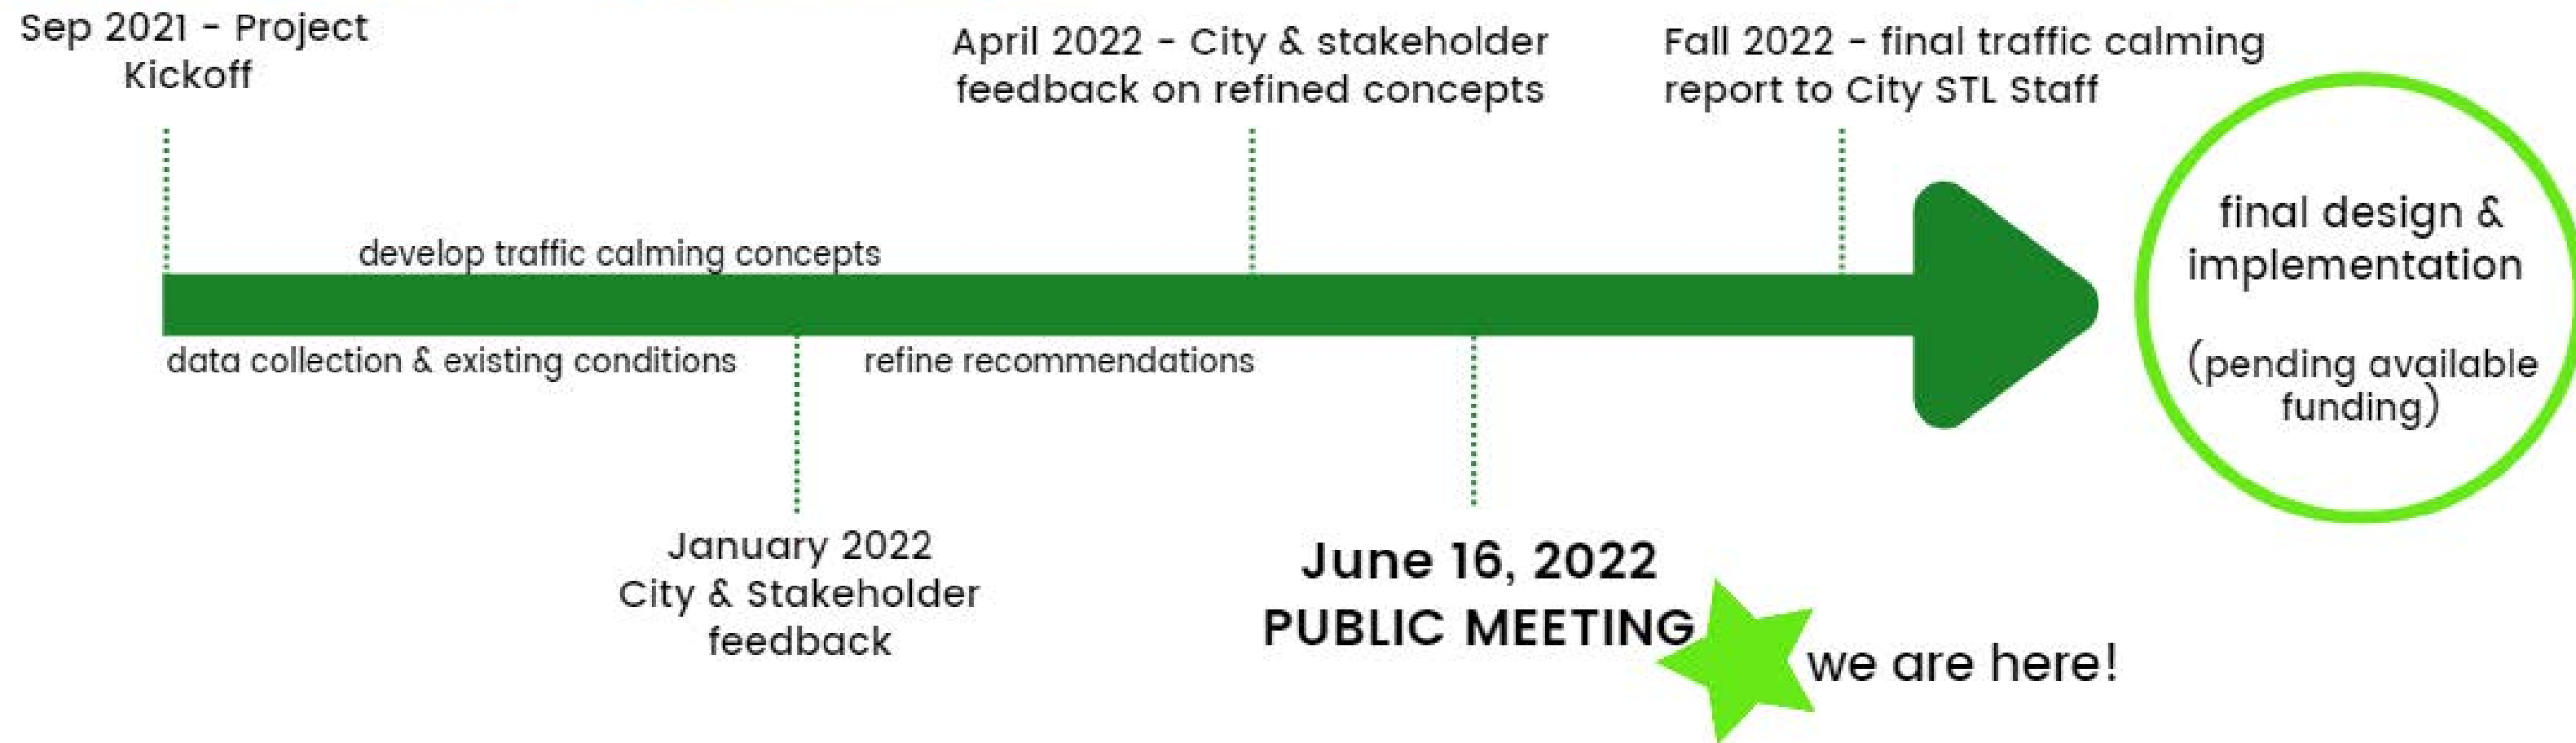 Sep 2021 - Project
Kickoff
April 2022 - City & stakeholder
feedback on refined concepts
Fall 2022 - final traffic calming
report to City STL Staff
develop traffic calming concepts
data collection & existing conditions
refine recommendations
final design &
implementation
(pending available
funding)
January 2022
City & Stakeholder
feedback
June 16, 2022
PUBLIC MEETING
we are here!